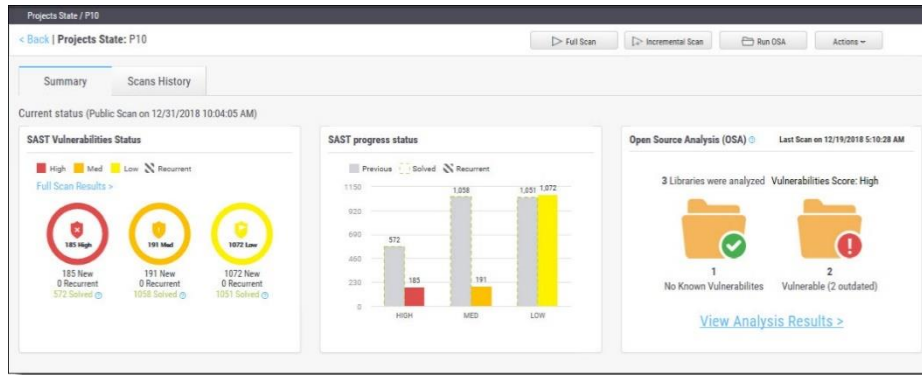 Projects State / P10
< Back | Projects State: P10
Full Scan
Incremental Scan
Run OSA
Actions
Summary
Scans History
Current status (Public Scan on 12/31/2018 10:04:05 AM)
SAST Vulnerabilities Status
High Med Low Recurrent
Full Scan Results >
185 High
191 Med
1072 Low
185 New
0 Recurrent
572 Solved
191 New
0 Recurrent
1058 Solved
1072 New
0 Recurrent
1051 Solved
SAST progress status
Previous Solved Recurrent
1150
920
690
460
230
0
572
185
1,058
191
1,051
1,072
HIGH
MED
LOW
Open Source Analysis (OSA)
Last Scan on 12/19/2018 5:10:28 AM
3 Libraries were analyzed Vulnerabilities Score: High
1
No Known Vulnerabilites
2
Vulnerable (2 outdated)
View Analysis Results >